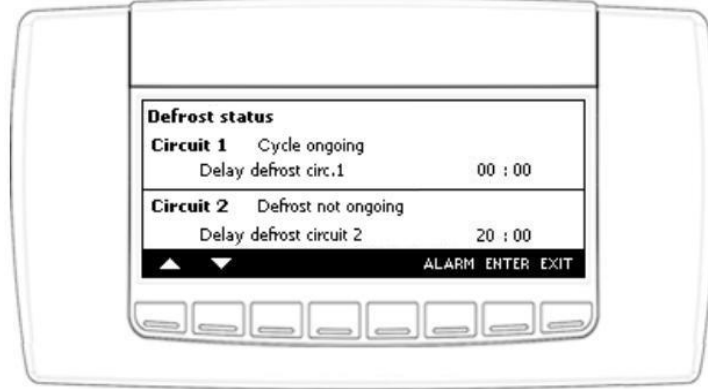 Defrost status
Circuit 1 Cycle ongoing
Delay defrost circ.1 00 : 00
Circuit 2 Defrost not ongoing
Delay defrost circuit 2 20 : 00
ALARM ENTER EXIT